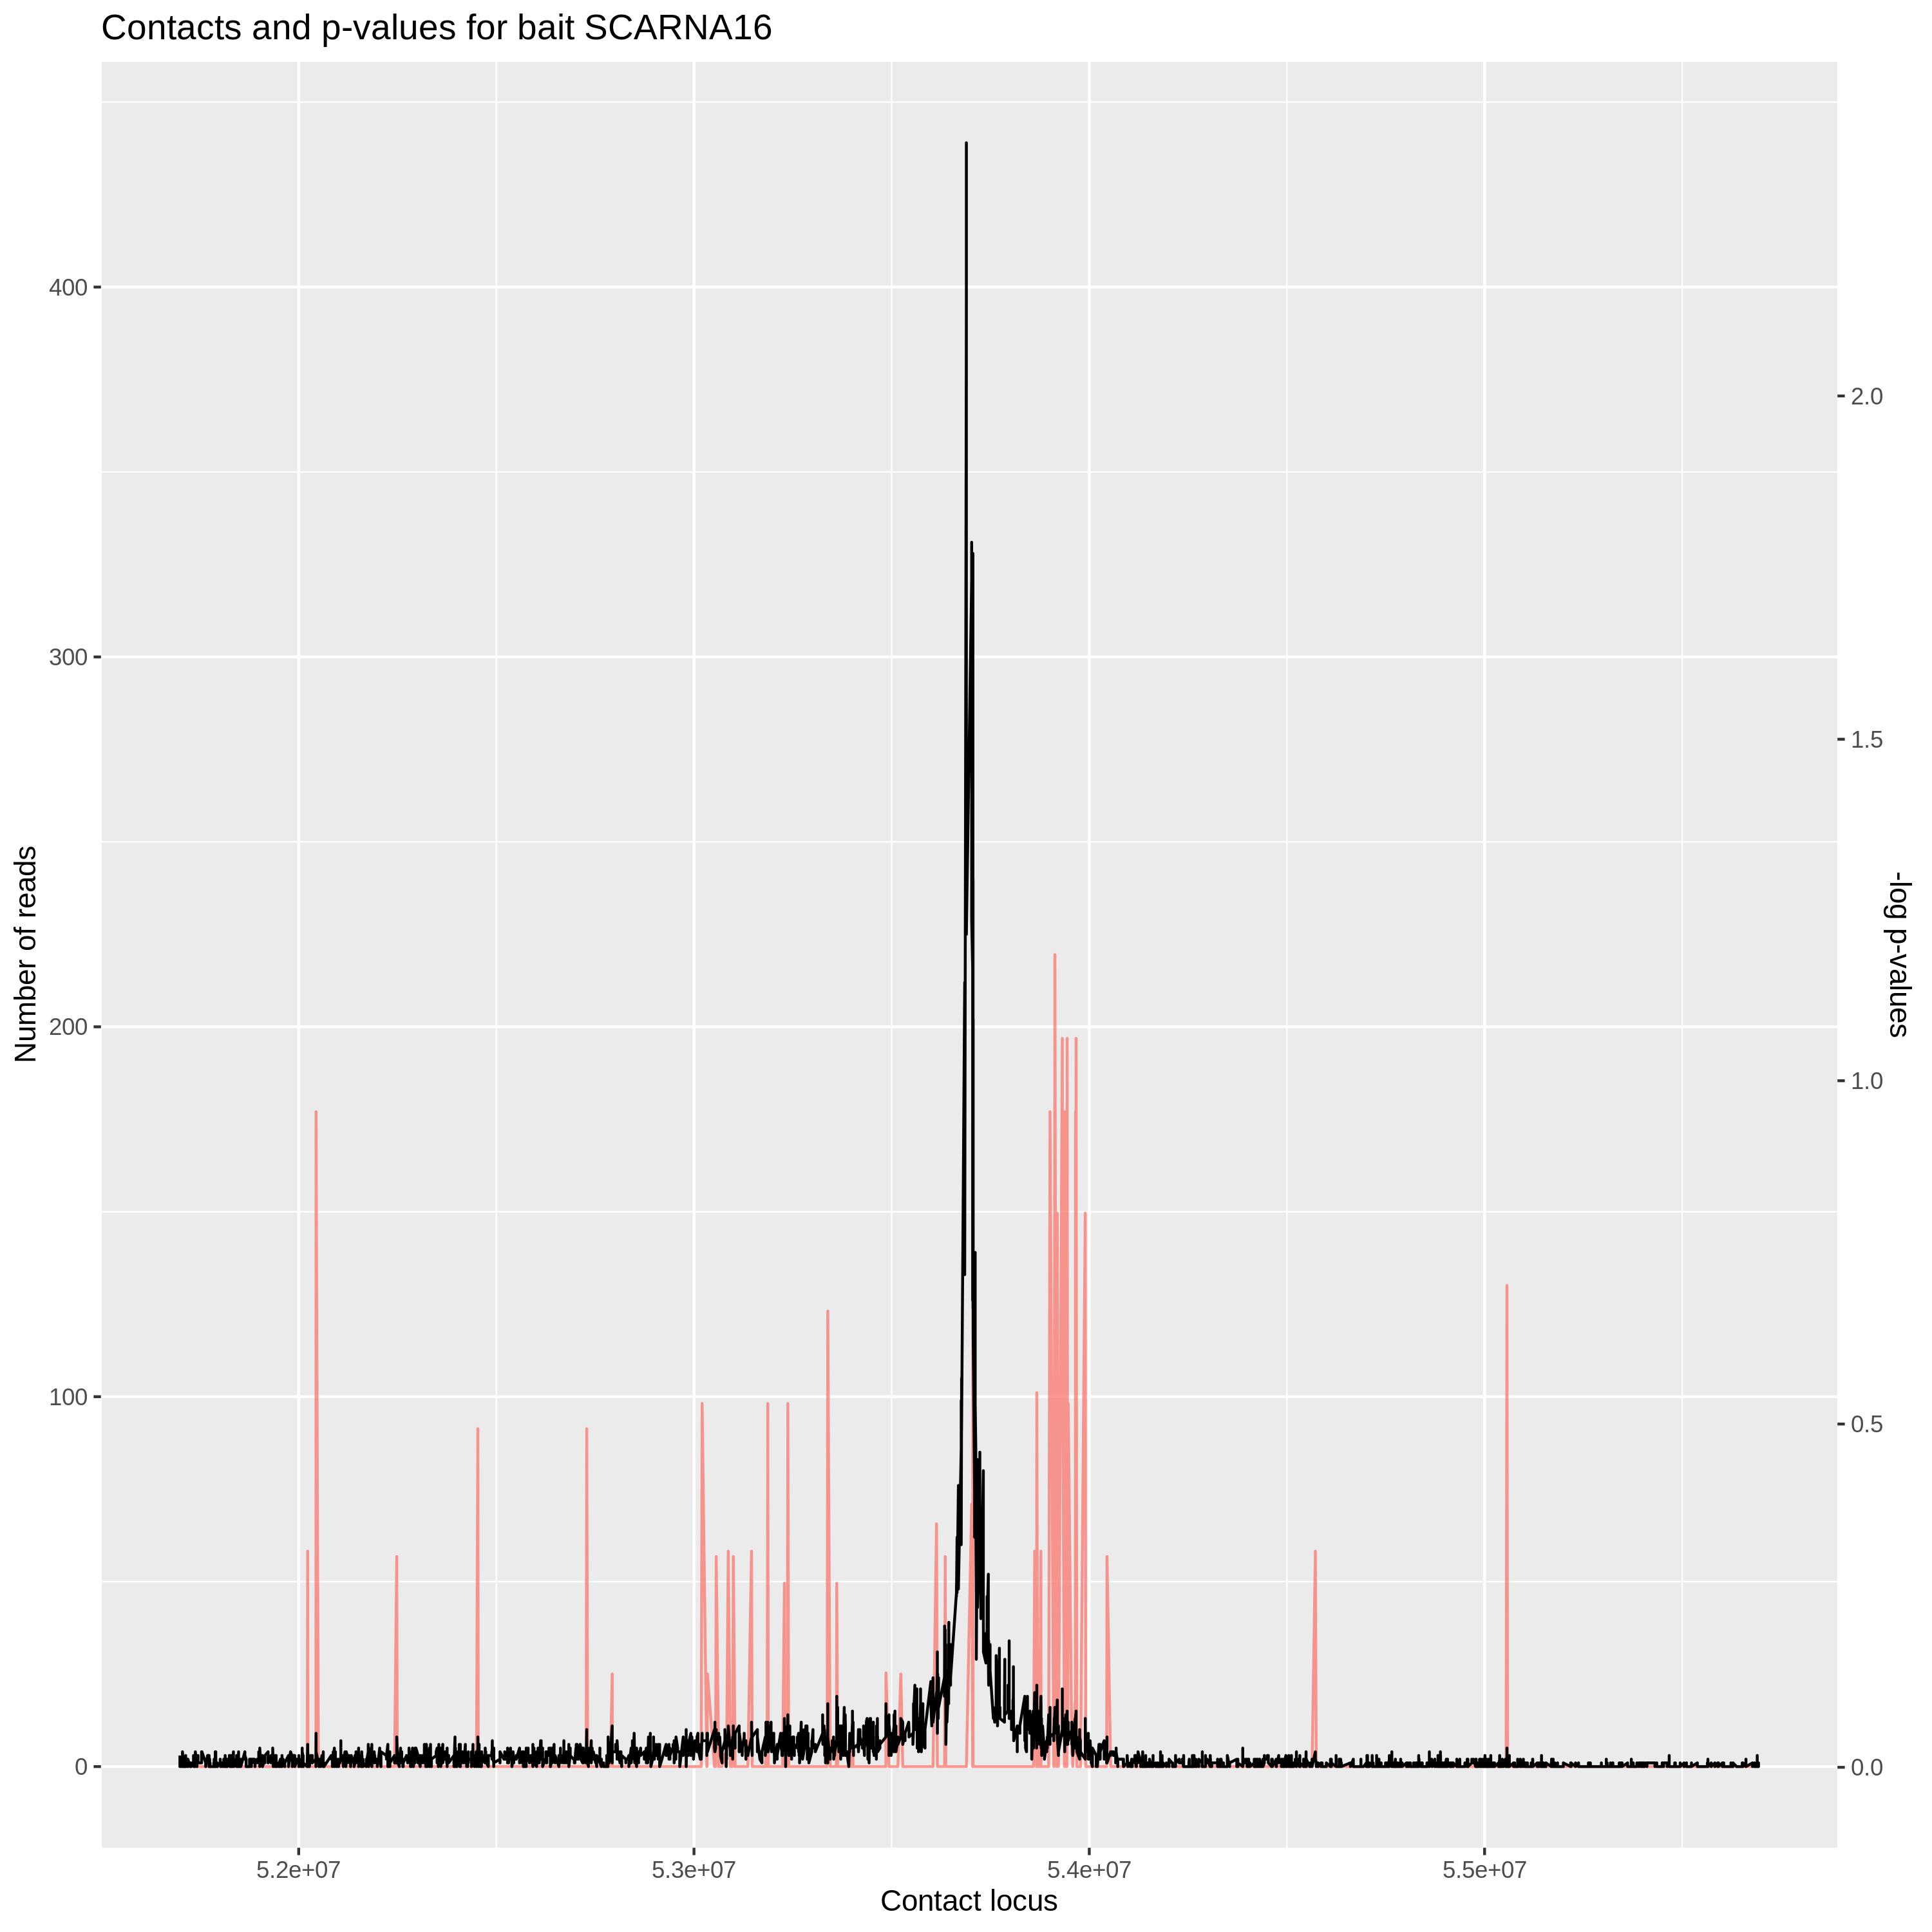 Contacts and p-values for bait SCARNA16
400
300
200
100
0
Number of reads
2.0
1.5
1.0
0.5
0.0
-log p-values
5.2e+07
5.3e+07
5.4e+07
5.5e+07
Contact locus